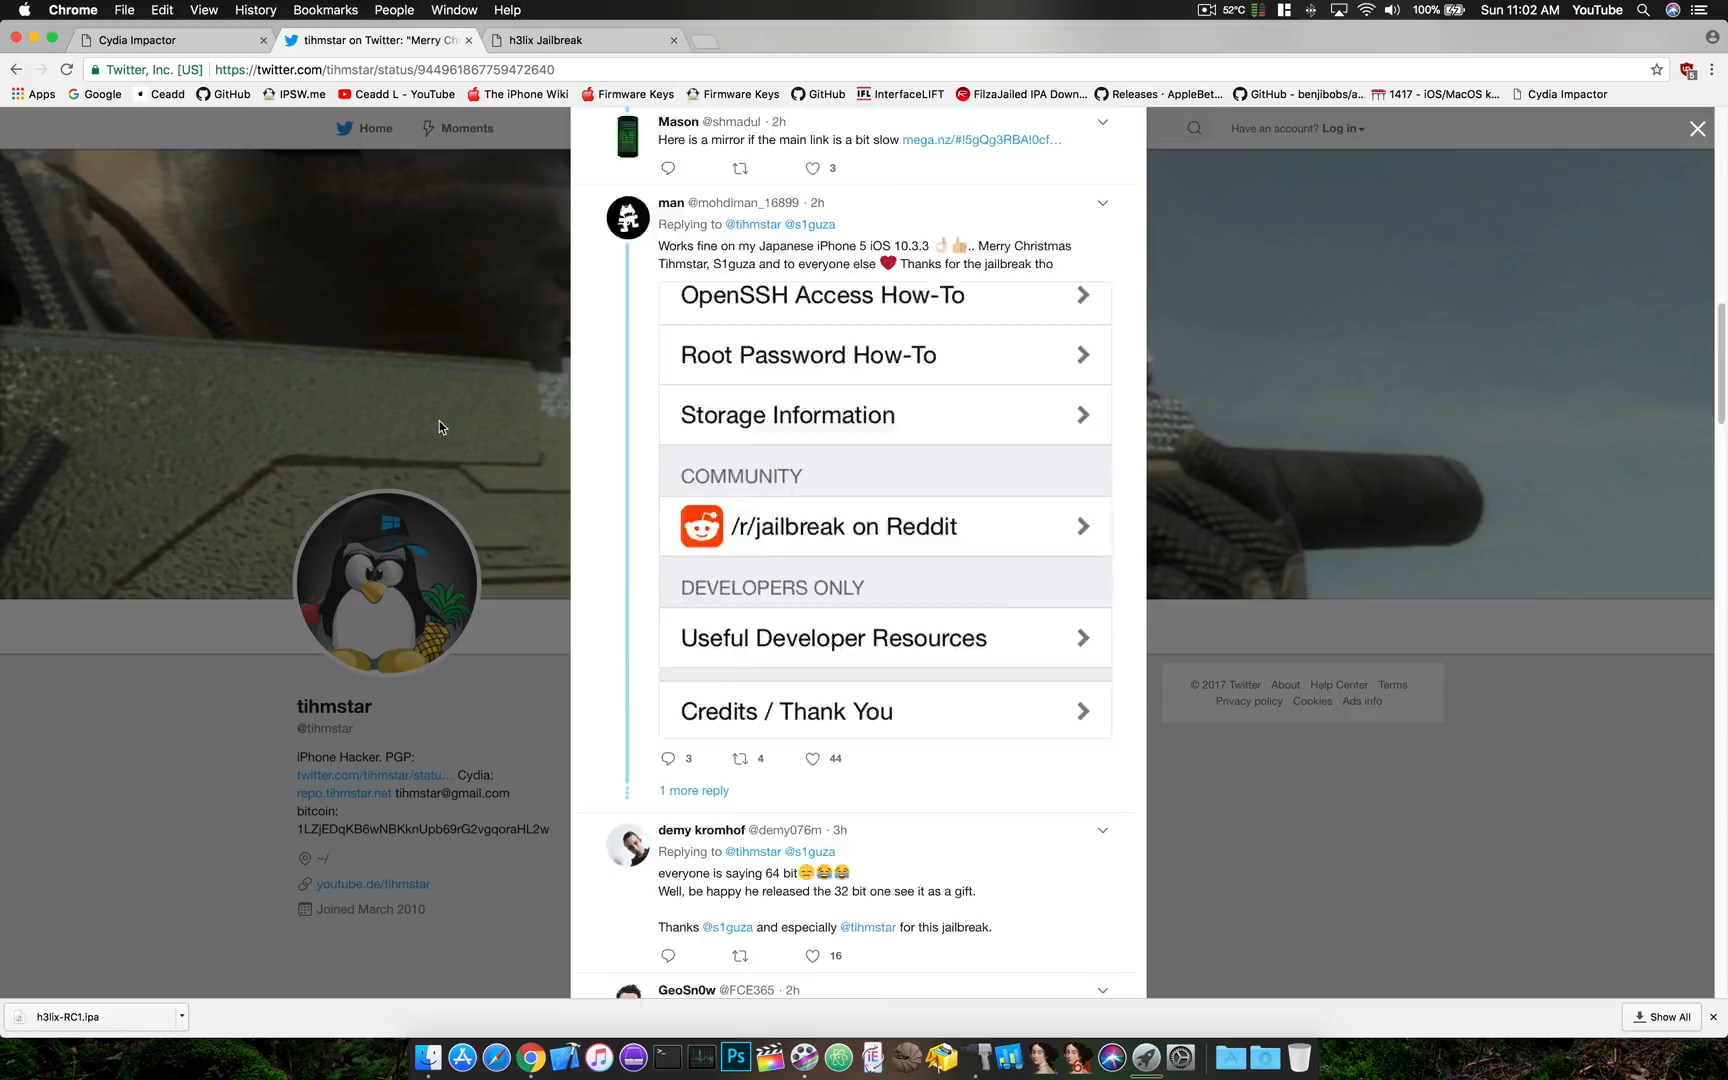 Chrome File Edit View History Bookmarks People Window Help 52°C 100% Sun 11:02 AM YouTube
Cydia Impactor tihmstar on Twitter: "Merry Ch h3lix Jailbreak
Twitter, Inc. [US] https://twitter.com/tihmstar/status/944961867759472640
Apps Google Ceadd GitHub IPSW.me Ceadd L - YouTube The iPhone Wiki Firmware Keys Firmware Keys GitHub InterfaceLIFT FilzaJailed IPA Down... Releases · AppleBet... GitHub - benjibobs/a... 1417 - iOS/MacOS k... Cydia Impactor
Home Moments Have an account? Log in
Mason @shmadul · 2h
Here is a mirror if the main link is a bit slow mega.nz/#!5gQg3RBA!0cf…
3
man @mohdiman_16899 · 2h
Replying to @tihmstar @s1guza
Works fine on my Japanese iPhone 5 iOS 10.3.3 👌🏻👍🏼.. Merry Christmas
Tihmstar, S1guza and to everyone else ❤ Thanks for the jailbreak tho
OpenSSH Access How-To
Root Password How-To
Storage Information
COMMUNITY
/r/jailbreak on Reddit
DEVELOPERS ONLY
Useful Developer Resources
Credits / Thank You
3 4 44
1 more reply
demy kromhof @demy076m · 3h
Replying to @tihmstar @s1guza
everyone is saying 64 bit😑😂😂
Well, be happy he released the 32 bit one see it as a gift.
Thanks @s1guza and especially @tihmstar for this jailbreak.
16
GeoSn0w @FCE365 · 2h
tihmstar
@tihmstar
iPhone Hacker. PGP:
twitter.com/tihmstar/statu... Cydia:
repo.tihmstar.net tihmstar@gmail.com
bitcoin:
1LZjEDqKB6wNBKknUpb69rG2vgqoraHL2w
~/
youtube.de/tihmstar
Joined March 2010
© 2017 Twitter About Help Center Terms
Privacy policy Cookies Ads info
h3lix-RC1.ipa Show All
Ps